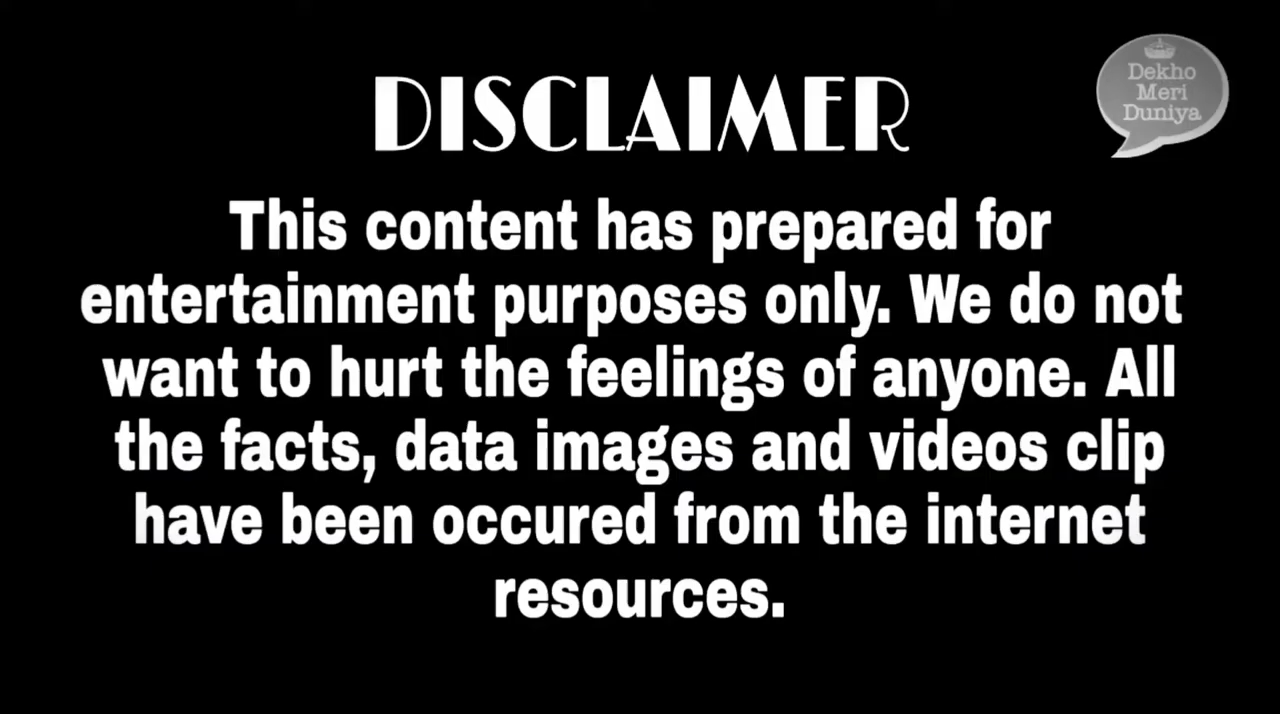 DISCLAIMER
Dekho
Meri
Duniya
This content has prepared for
entertainment purposes only. We do not
want to hurt the feelings of anyone. All
the facts, data images and videos clip
have been occured from the internet
resources.